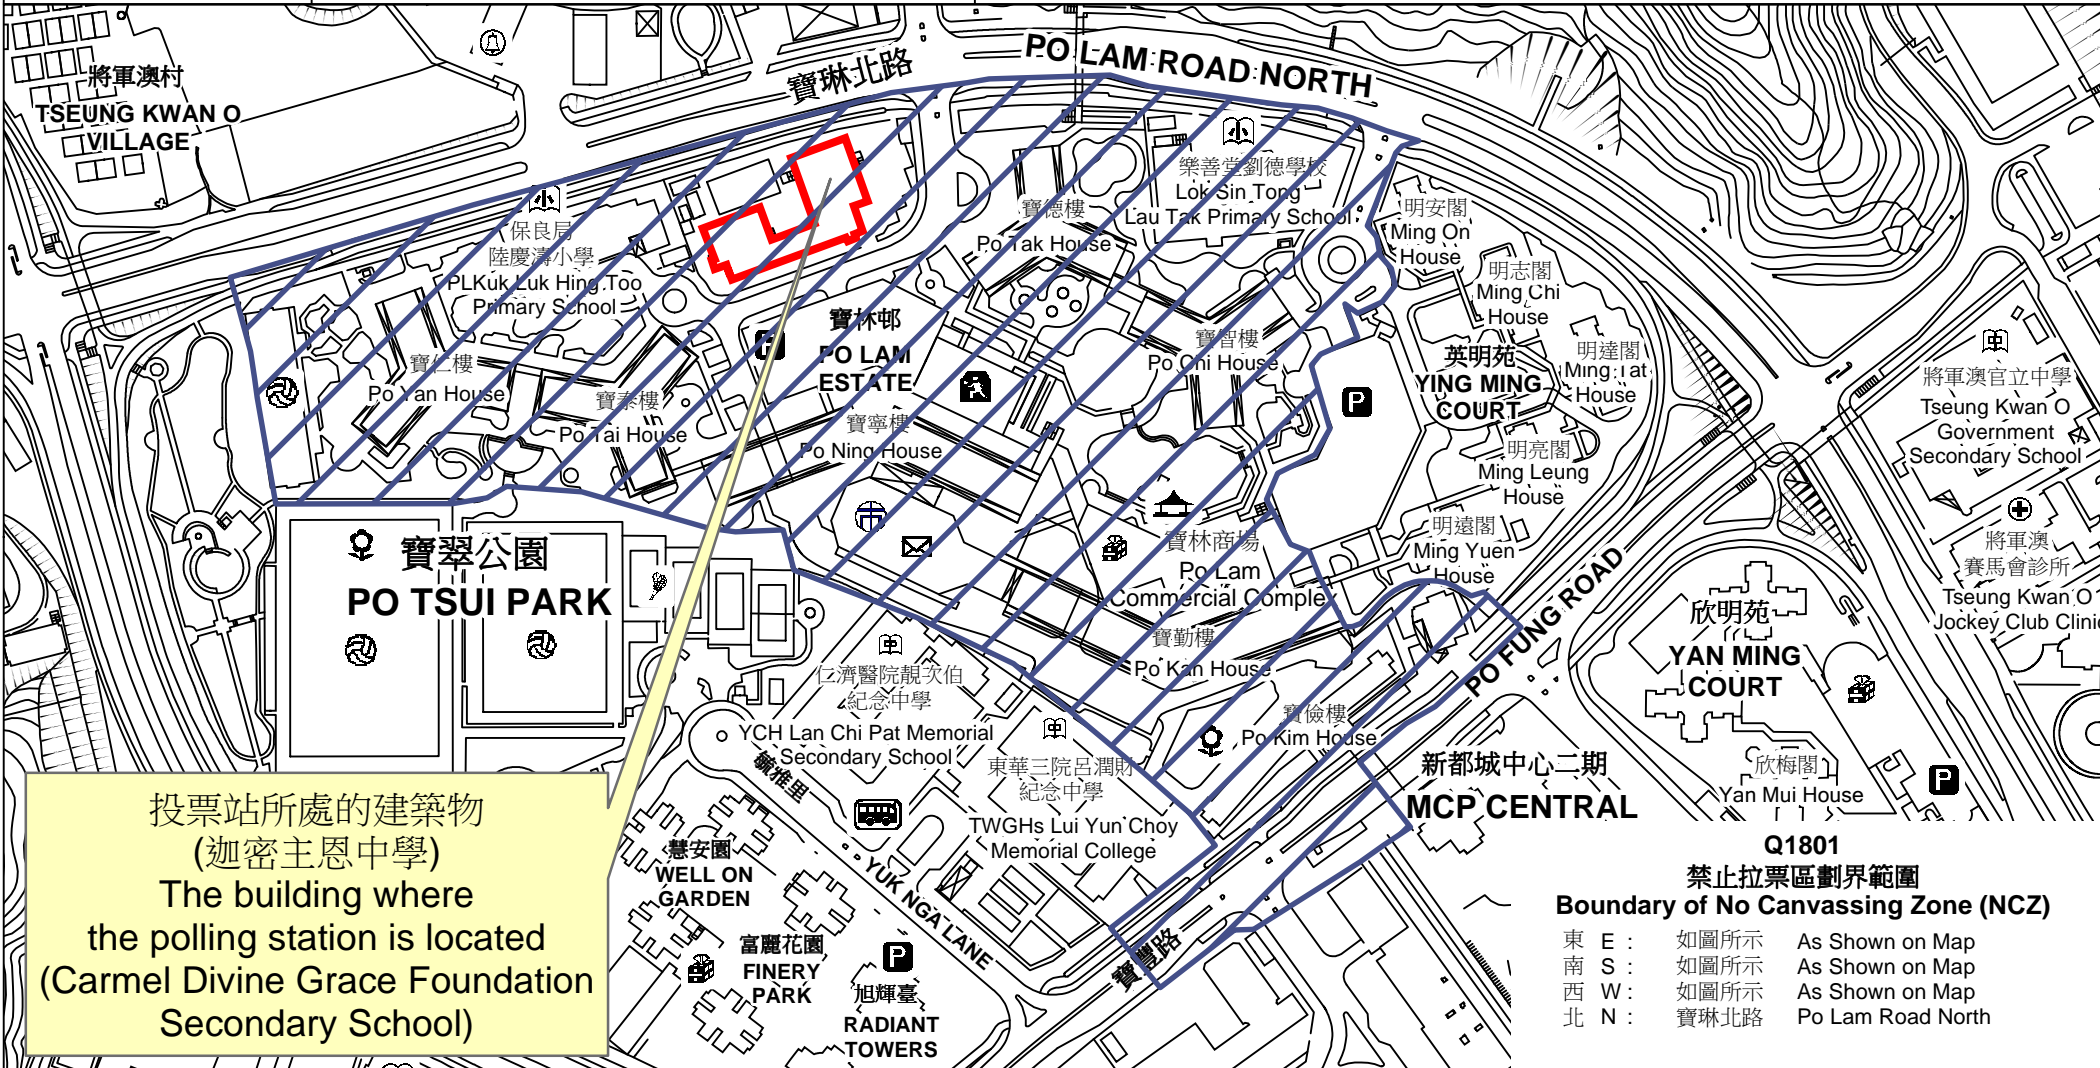 將軍澳村
TSEUNG KWAN O
VILLAGE
寶琳北路
PO LAM ROAD NORTH
小
保良局
陸慶濤小學
PLKuk Luk Hing Too
Primary School
小
樂善堂劉德學校
Lok Sin Tong
Lau Tak Primary School
寶德樓
Po Tak House
明安閣
Ming On
House
明志閣
Ming Chi
House
明達閣
Ming Tat
House
英明苑
YING MING
COURT
明亮閣
Ming Leung
House
明遠閣
Ming Yuen
House
P
中
將軍澳官立中學
Tseung Kwan O
Government
Secondary School
將軍澳
賽馬會診所
Tseung Kwan O
Jockey Club Clinic
寶仁樓
Po Yan House
寶泰樓
Po Tai House
P
寶林邨
PO LAM
ESTATE
寶寧樓
Po Ning House
寶智樓
Po Chi House
寶林商場
Po Lam
Commercial Complex
寶勤樓
Po Kan House
寶儉樓
Po Kim House
PO FUNG ROAD
寶翠公園
PO TSUI PARK
中
仁濟醫院靚次伯
紀念中學
YCH Lan Chi Pat Memorial
Secondary School
中
東華三院呂潤財
紀念中學
TWGHs Lui Yun Choy
Memorial College
毓雅里
YUK NGA LANE
慧安園
WELL ON
GARDEN
富麗花園
FINERY
PARK
P
旭輝臺
RADIANT
TOWERS
寶豐路
新都城中心二期
MCP CENTRAL
欣明苑
YAN MING
COURT
欣梅閣
Yan Mui House
P
投票站所處的建築物
(迦密主恩中學)
The building where
the polling station is located
(Carmel Divine Grace Foundation
Secondary School)
Q1801
禁止拉票區劃界範圍
Boundary of No Canvassing Zone (NCZ)
東 E : 如圖所示 As Shown on Map
南 S : 如圖所示 As Shown on Map
西 W : 如圖所示 As Shown on Map
北 N : 寶琳北路 Po Lam Road North